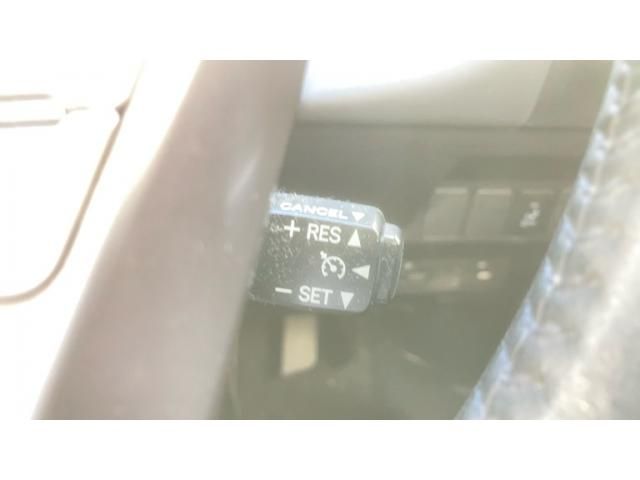 CANCEL ▼
+ RES ▲
◀
− SET ▼